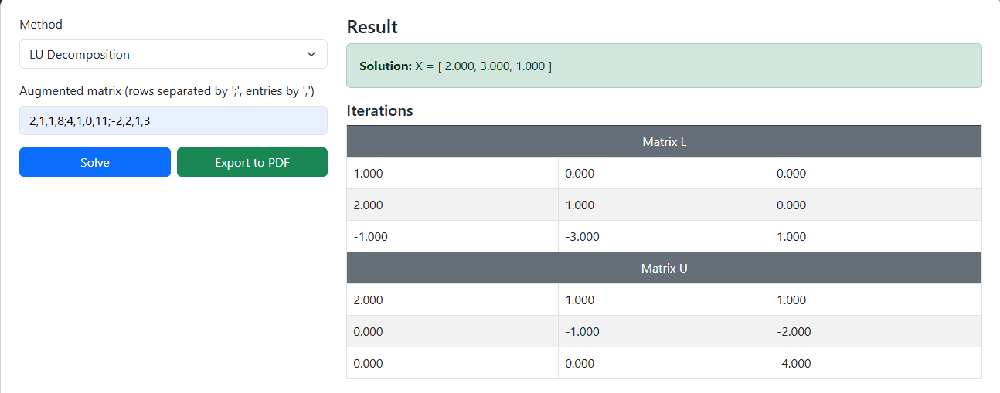 Method
LU Decomposition
Augmented matrix (rows separated by ';', entries by ',')
2,1,1,8;4,1,0,11;-2,2,1,3
Solve Export to PDF
Result
Solution: X = [ 2.000, 3.000, 1.000 ]
Iterations
Matrix L
1.000 0.000 0.000
2.000 1.000 0.000
-1.000 -3.000 1.000
Matrix U
2.000 1.000 1.000
0.000 -1.000 -2.000
0.000 0.000 -4.000